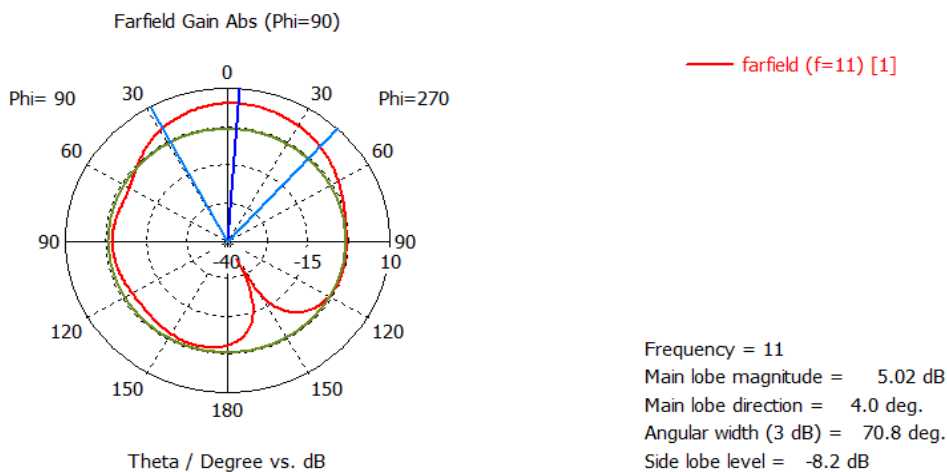 Farfield Gain Abs (Phi=90)
farfield (f=11) [1]
0
Phi= 90
30
30
Phi=270
60
60
90
-40
-15
90
10
120
120
150
150
180
Theta / Degree vs. dB
Frequency = 11
Main lobe magnitude = 5.02 dB
Main lobe direction = 4.0 deg.
Angular width (3 dB) = 70.8 deg.
Side lobe level = -8.2 dB